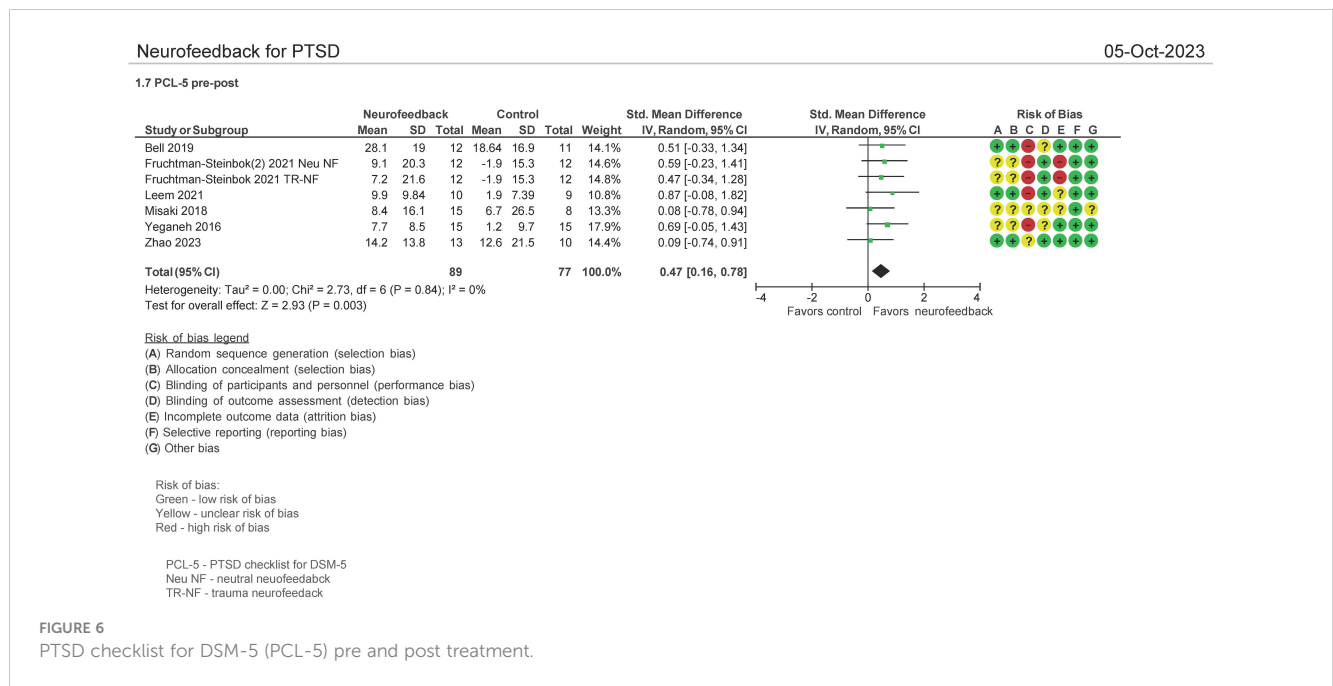 Neurofeedback for PTSD 05-Oct-2023
1.7 PCL-5 pre-post
Neurofeedback Control Std. Mean Difference Std. Mean Difference Risk of Bias
Study or Subgroup Mean SD Total Mean SD Total Weight IV, Random, 95% CI IV, Random, 95% CI A B C D E F G
Bell 2019 28.1 19 12 18.64 16.9 11 14.1% 0.51 [-0.33, 1.34] + + - ? + + +
Fruchtman-Steinbok(2) 2021 Neu NF 9.1 20.3 12 -1.9 15.3 12 14.6% 0.59 [-0.23, 1.41] ? ? - + - + +
Fruchtman-Steinbok 2021 TR-NF 7.2 21.6 12 -1.9 15.3 12 14.8% 0.47 [-0.34, 1.28] ? ? - + - + +
Leem 2021 9.9 9.84 10 1.9 7.39 9 10.8% 0.87 [-0.08, 1.82] + + - + ? + +
Misaki 2018 8.4 16.1 15 6.7 26.5 8 13.3% 0.08 [-0.78, 0.94] ? ? ? ? ? + ?
Yeganeh 2016 7.7 8.5 15 1.2 9.7 15 17.9% 0.69 [-0.05, 1.43] ? ? - ? + + +
Zhao 2023 14.2 13.8 13 12.6 21.5 10 14.4% 0.09 [-0.74, 0.91] + + ? + + + +
Total (95% CI) 89 77 100.0% 0.47 [0.16, 0.78]
Heterogeneity: Tau² = 0.00; Chi² = 2.73, df = 6 (P = 0.84); I² = 0%
Test for overall effect: Z = 2.93 (P = 0.003)
-4 -2 0 2 4
Favors control Favors neurofeedback
Risk of bias legend
(A) Random sequence generation (selection bias)
(B) Allocation concealment (selection bias)
(C) Blinding of participants and personnel (performance bias)
(D) Blinding of outcome assessment (detection bias)
(E) Incomplete outcome data (attrition bias)
(F) Selective reporting (reporting bias)
(G) Other bias
Risk of bias:
Green - low risk of bias
Yellow - unclear risk of bias
Red - high risk of bias
PCL-5 - PTSD checklist for DSM-5
Neu NF - neutral neuofeedabck
TR-NF - trauma neurofeedack
FIGURE 6
PTSD checklist for DSM-5 (PCL-5) pre and post treatment.